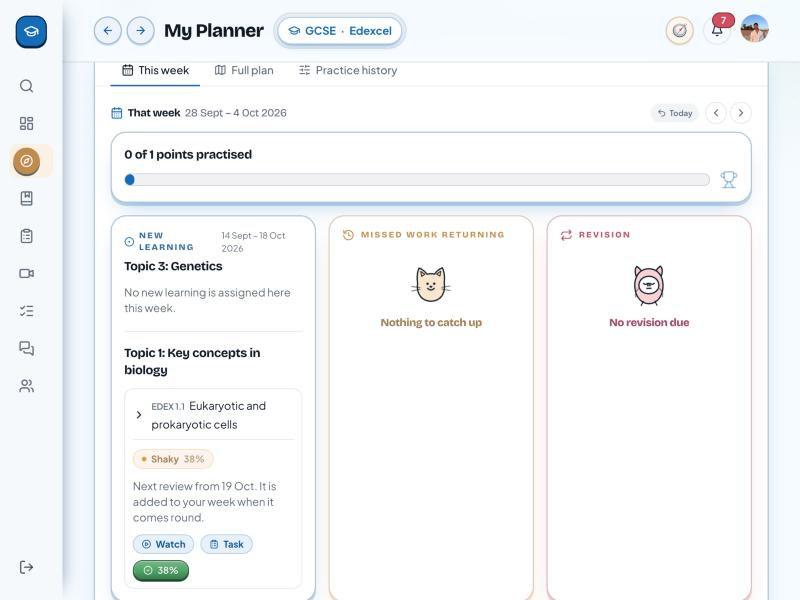 My Planner
GCSE · Edexcel
7
This week
Full plan
Practice history
That week 28 Sept – 4 Oct 2026
Today
0 of 1 points practised
NEW
LEARNING
14 Sept – 18 Oct
2026
Topic 3: Genetics
No new learning is assigned here
this week.
Topic 1: Key concepts in
biology
EDEX 1.1 Eukaryotic and
prokaryotic cells
Shaky 38%
Next review from 19 Oct. It is
added to your week when it
comes round.
Watch
Task
38%
MISSED WORK RETURNING
Nothing to catch up
REVISION
No revision due